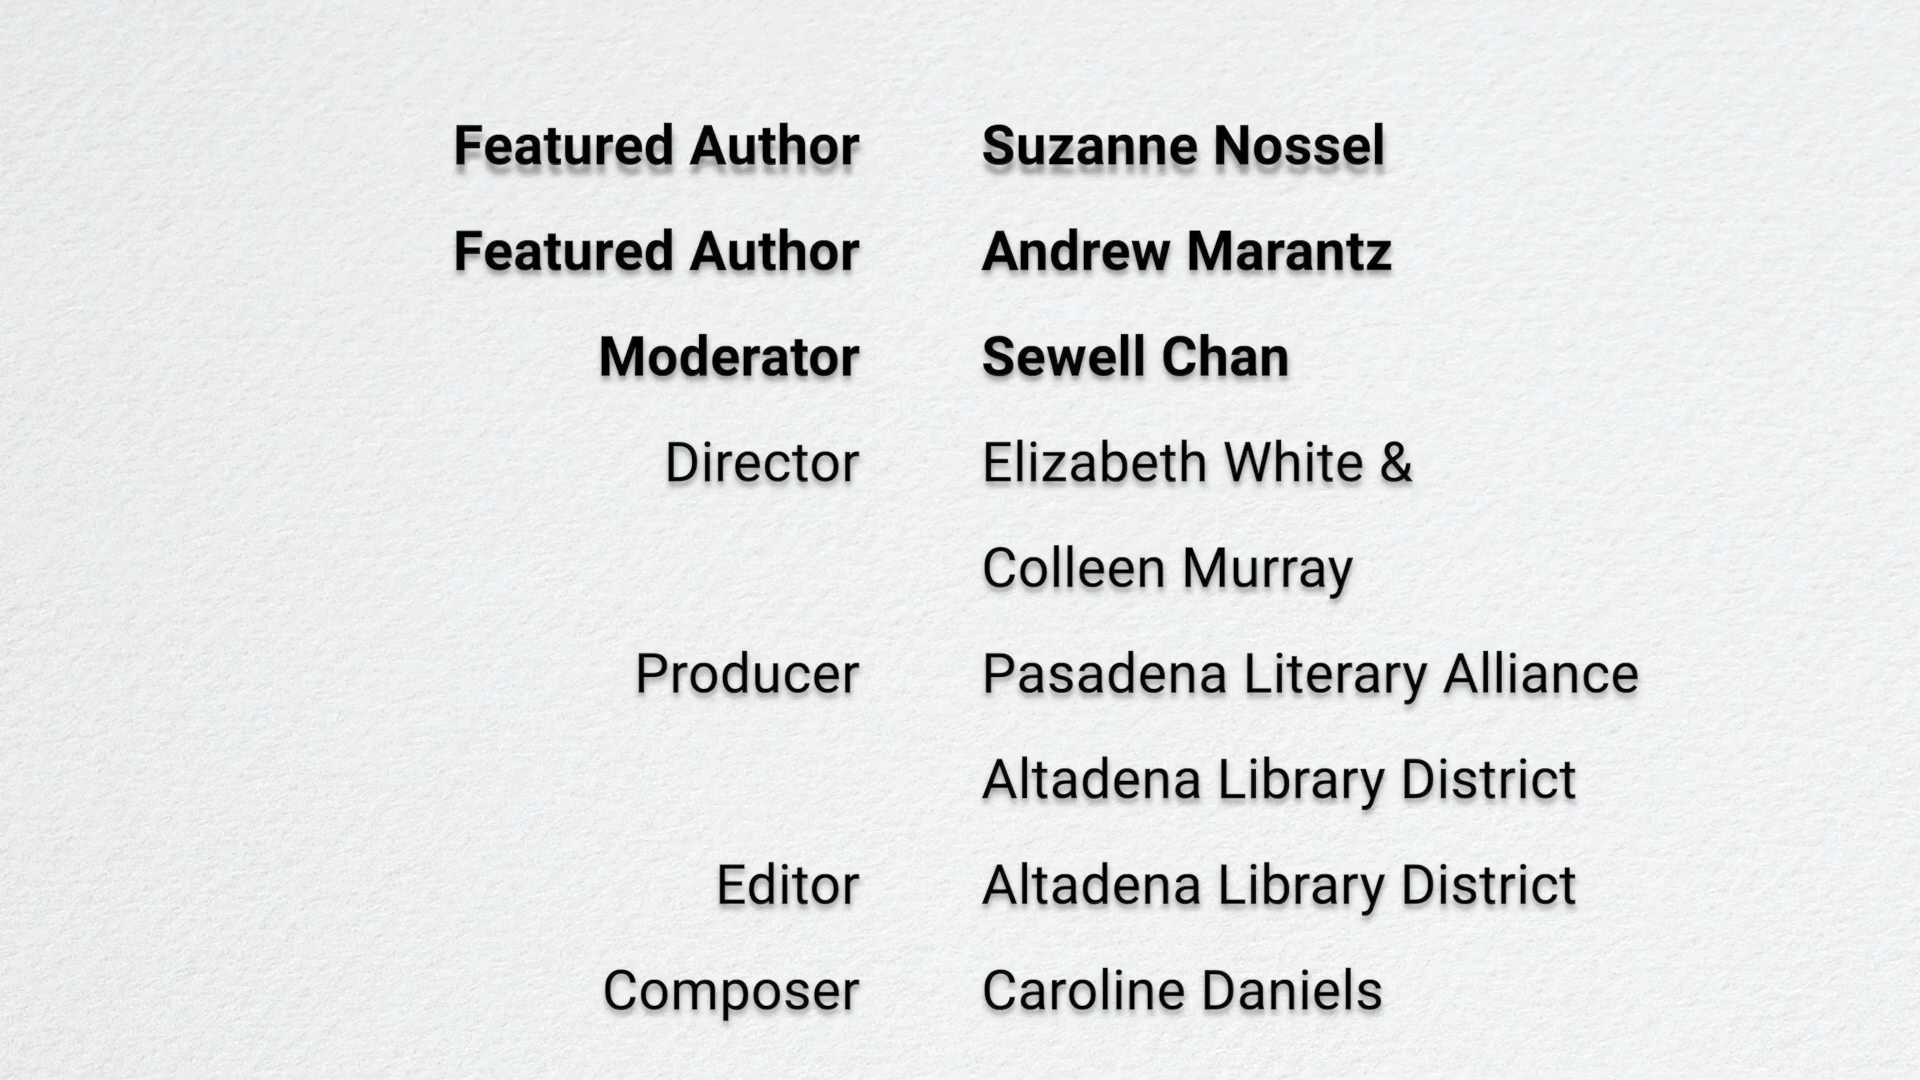 Featured Author Suzanne Nossel
Featured Author Andrew Marantz
Moderator Sewell Chan
Director Elizabeth White &
Colleen Murray
Producer Pasadena Literary Alliance
Altadena Library District
Editor Altadena Library District
Composer Caroline Daniels